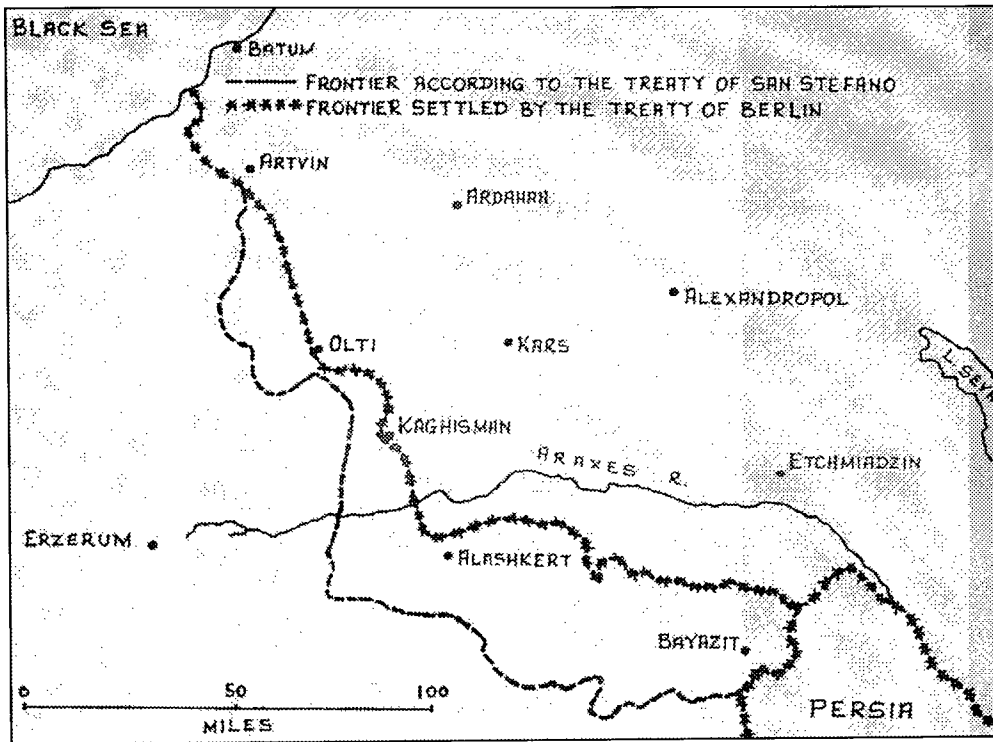 BLACK SEA
BATUM
FRONTIER ACCORDING TO THE TREATY OF SAN STEFANO
FRONTIER SETTLED BY THE TREATY OF BERLIN
ARTVIN
ARDAHAN
ALEXANDROPOL
OLTI
KARS
L. SEV
KAGHISMAN
ARAXES R.
ETCHMIADZIN
ERZERUM
ALASHKERT
BAYAZIT
0 50 100
MILES
PERSIA